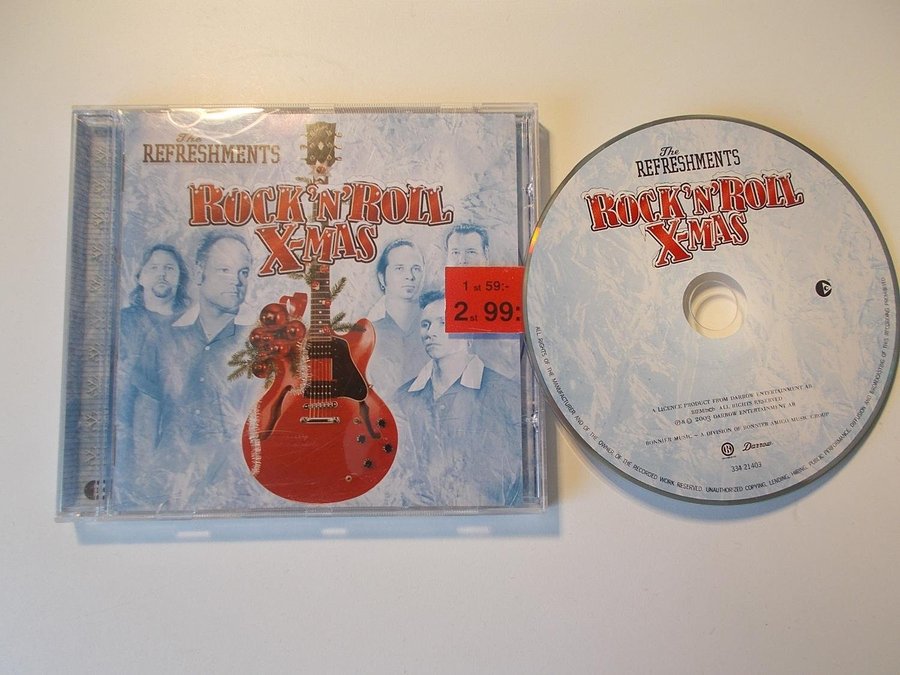 The
REFRESHMENTS
ROCK 'N' ROLL
X-MAS
1 st 59:-
2 st 99:
The
REFRESHMENTS
ROCK 'N' ROLL
X-MAS
A LICENCE PRODUCT FROM DARROW ENTERTAINMENT AB
ALL RIGHTS RESERVED
℗&© 2003 DARROW ENTERTAINMENT AB
BONNIER MUSIC – A DIVISION OF BONNIER AMIGO MUSIC GROUP
Darrow
334 21403
ALL RIGHTS OF THE MANUFACTURER AND OF THE OWNER OF THE RECORDED WORK RESERVED. UNAUTHORIZED COPYING, LENDING, HIRING, PUBLIC PERFORMANCE, DIFFUSION AND BROADCASTING OF THIS RECORDING PROHIBITED